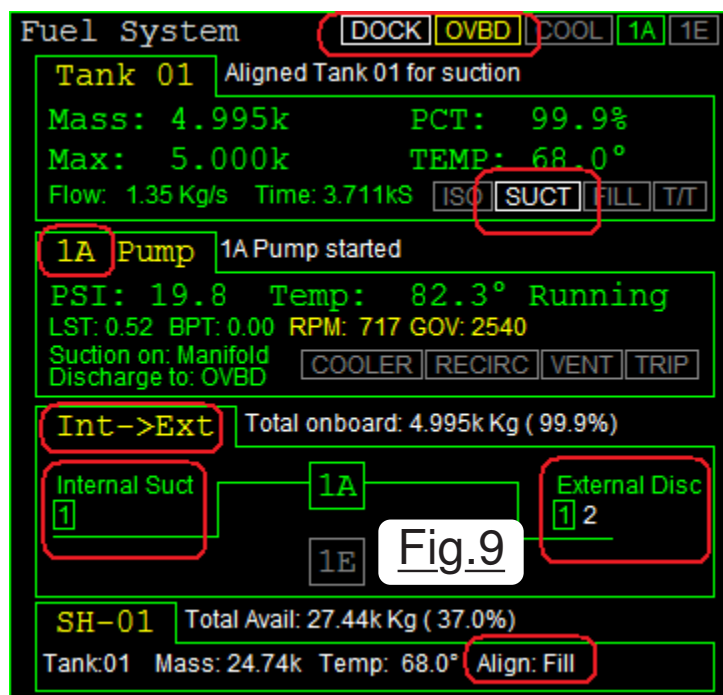 Fuel System DOCK OVBD COOL 1A 1E
Tank 01 Aligned Tank 01 for suction
Mass: 4.995k PCT: 99.9%
Max: 5.000k TEMP: 68.0°
Flow: 1.35 Kg/s Time: 3.711kS ISO SUCT FILL T/T
1A Pump 1A Pump started
PSI: 19.8 Temp: 82.3° Running
LST: 0.52 BPT: 0.00 RPM: 717 GOV: 2540
Suction on: Manifold
Discharge to: OVBD COOLER RECIRC VENT TRIP
Int->Ext Total onboard: 4.995k Kg ( 99.9%)
Internal Suct 1A External Disc
1 1 2
1E Fig.9
SH-01 Total Avail: 27.44k Kg ( 37.0%)
Tank:01 Mass: 24.74k Temp: 68.0° Align: Fill